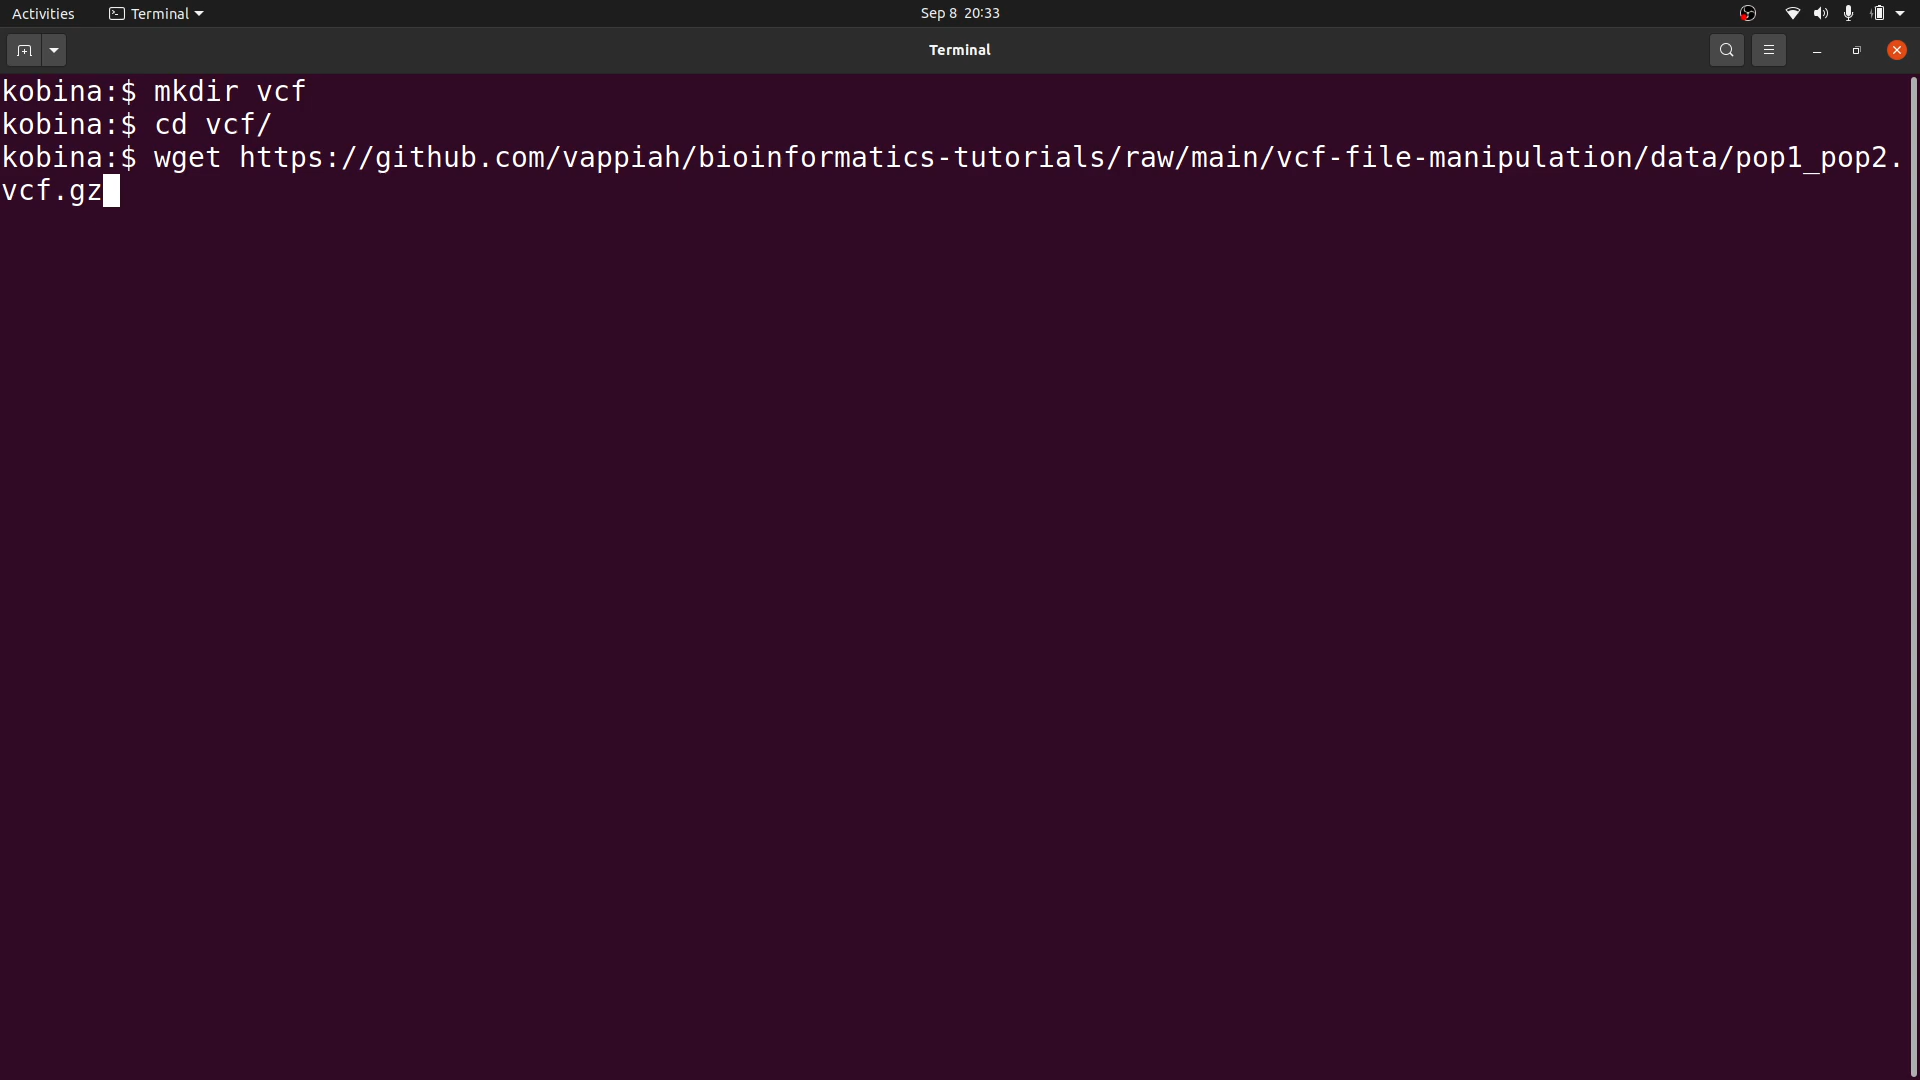 Activities Terminal Sep 8 20:33
Terminal
kobina:$ mkdir vcf
kobina:$ cd vcf/
kobina:$ wget https://github.com/vappiah/bioinformatics-tutorials/raw/main/vcf-file-manipulation/data/pop1_pop2.
vcf.gz